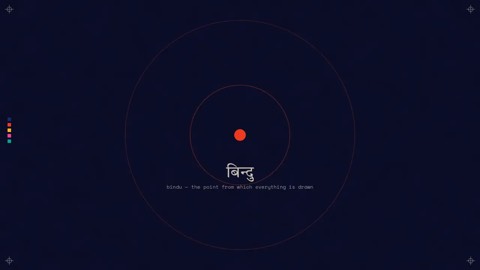 बिन्दु
bindu — the point from which everything is drawn